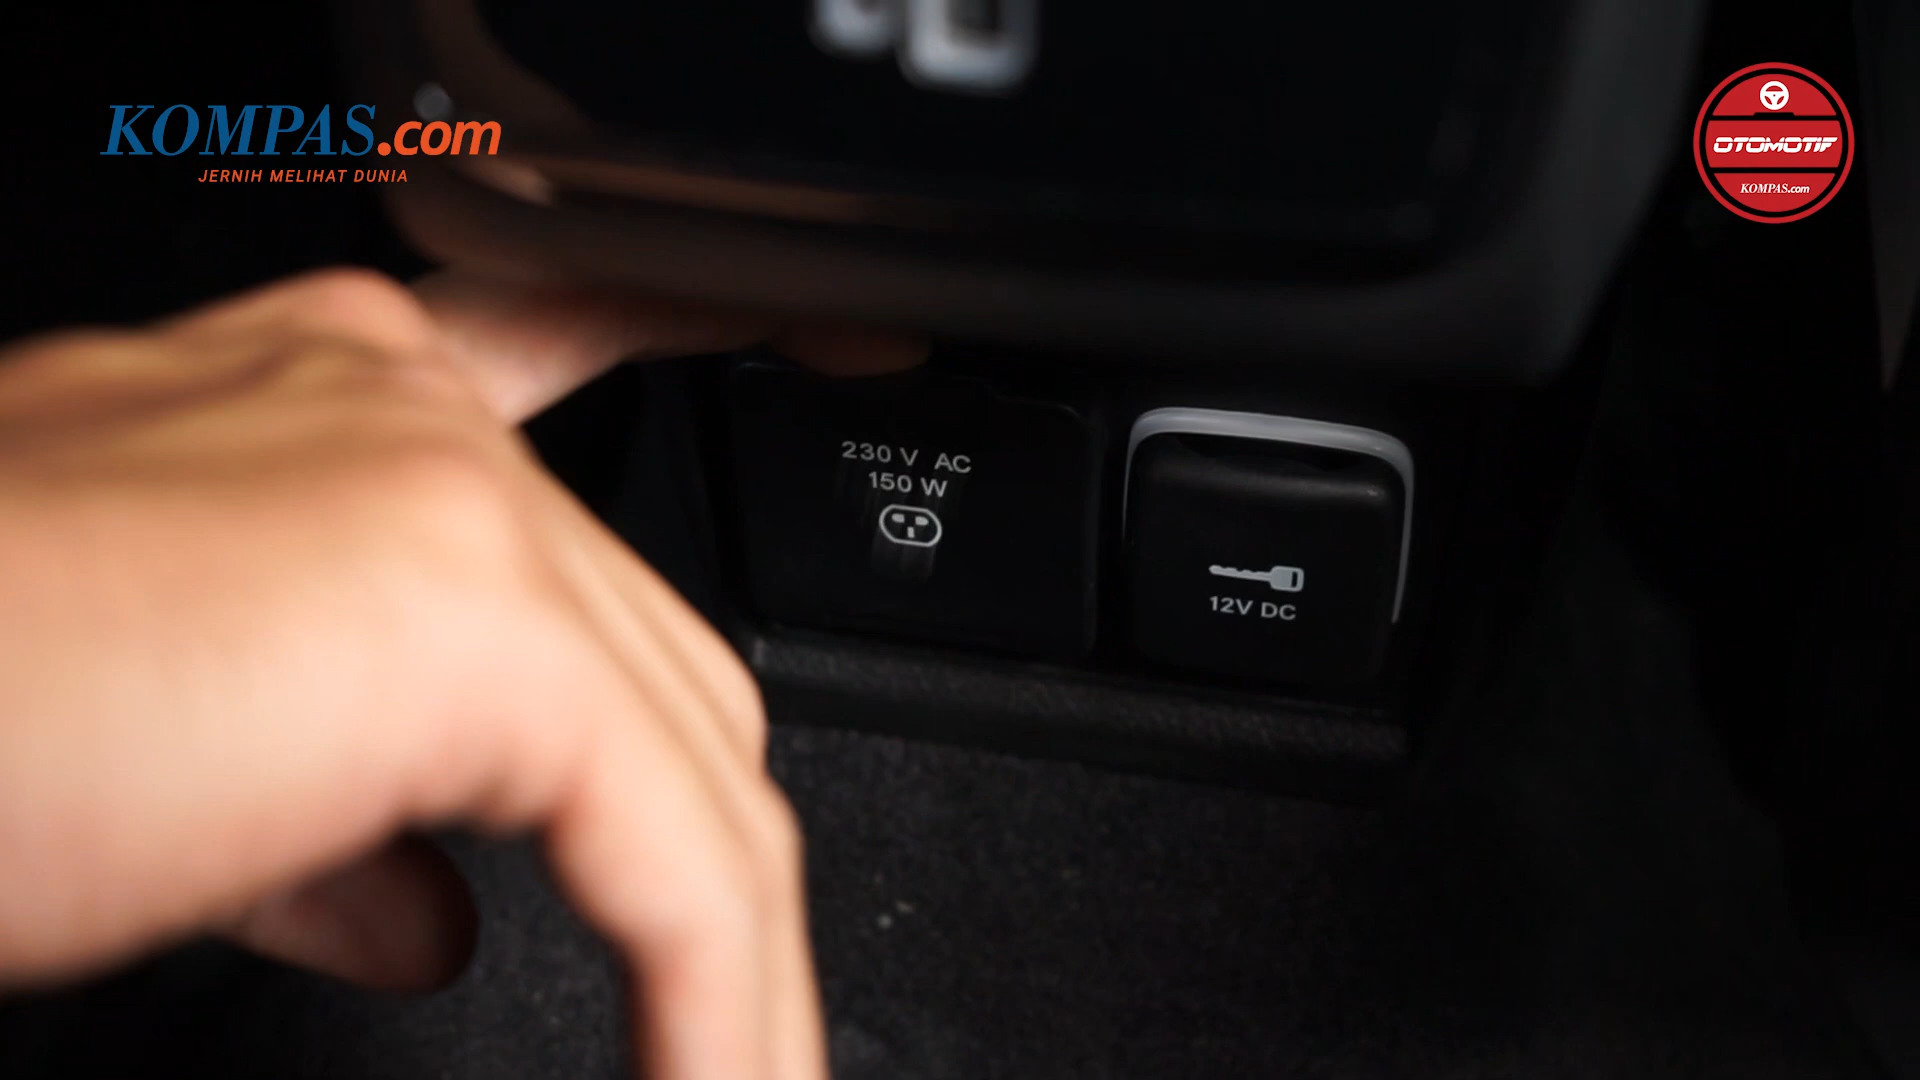 KOMPAS.com
JERNIH MELIHAT DUNIA
OTOMOTIF
KOMPAS.com
230 V AC
150 W
12V DC